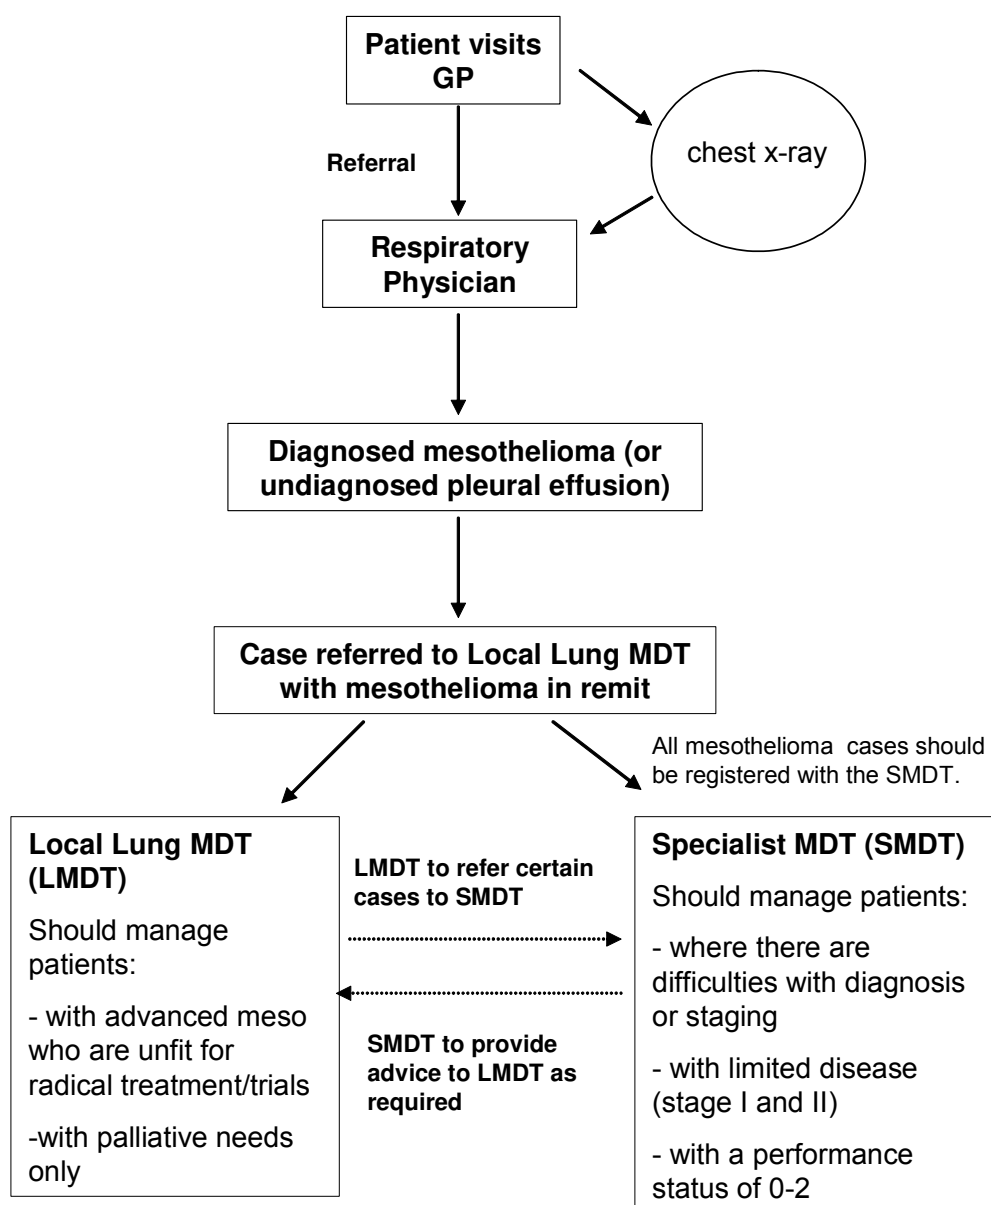 Patient visits
GP
chest x-ray
Referral
Respiratory
Physician
Diagnosed mesothelioma (or
undiagnosed pleural effusion)
Case referred to Local Lung MDT
with mesothelioma in remit
All mesothelioma cases should
be registered with the SMDT.
Local Lung MDT
(LMDT)
Should manage
patients:
- with advanced meso
who are unfit for
radical treatment/trials
-with palliative needs
only
LMDT to refer certain
cases to SMDT
SMDT to provide
advice to LMDT as
required
Specialist MDT (SMDT)
Should manage patients:
- where there are
difficulties with diagnosis
or staging
- with limited disease
(stage I and II)
- with a performance
status of 0-2